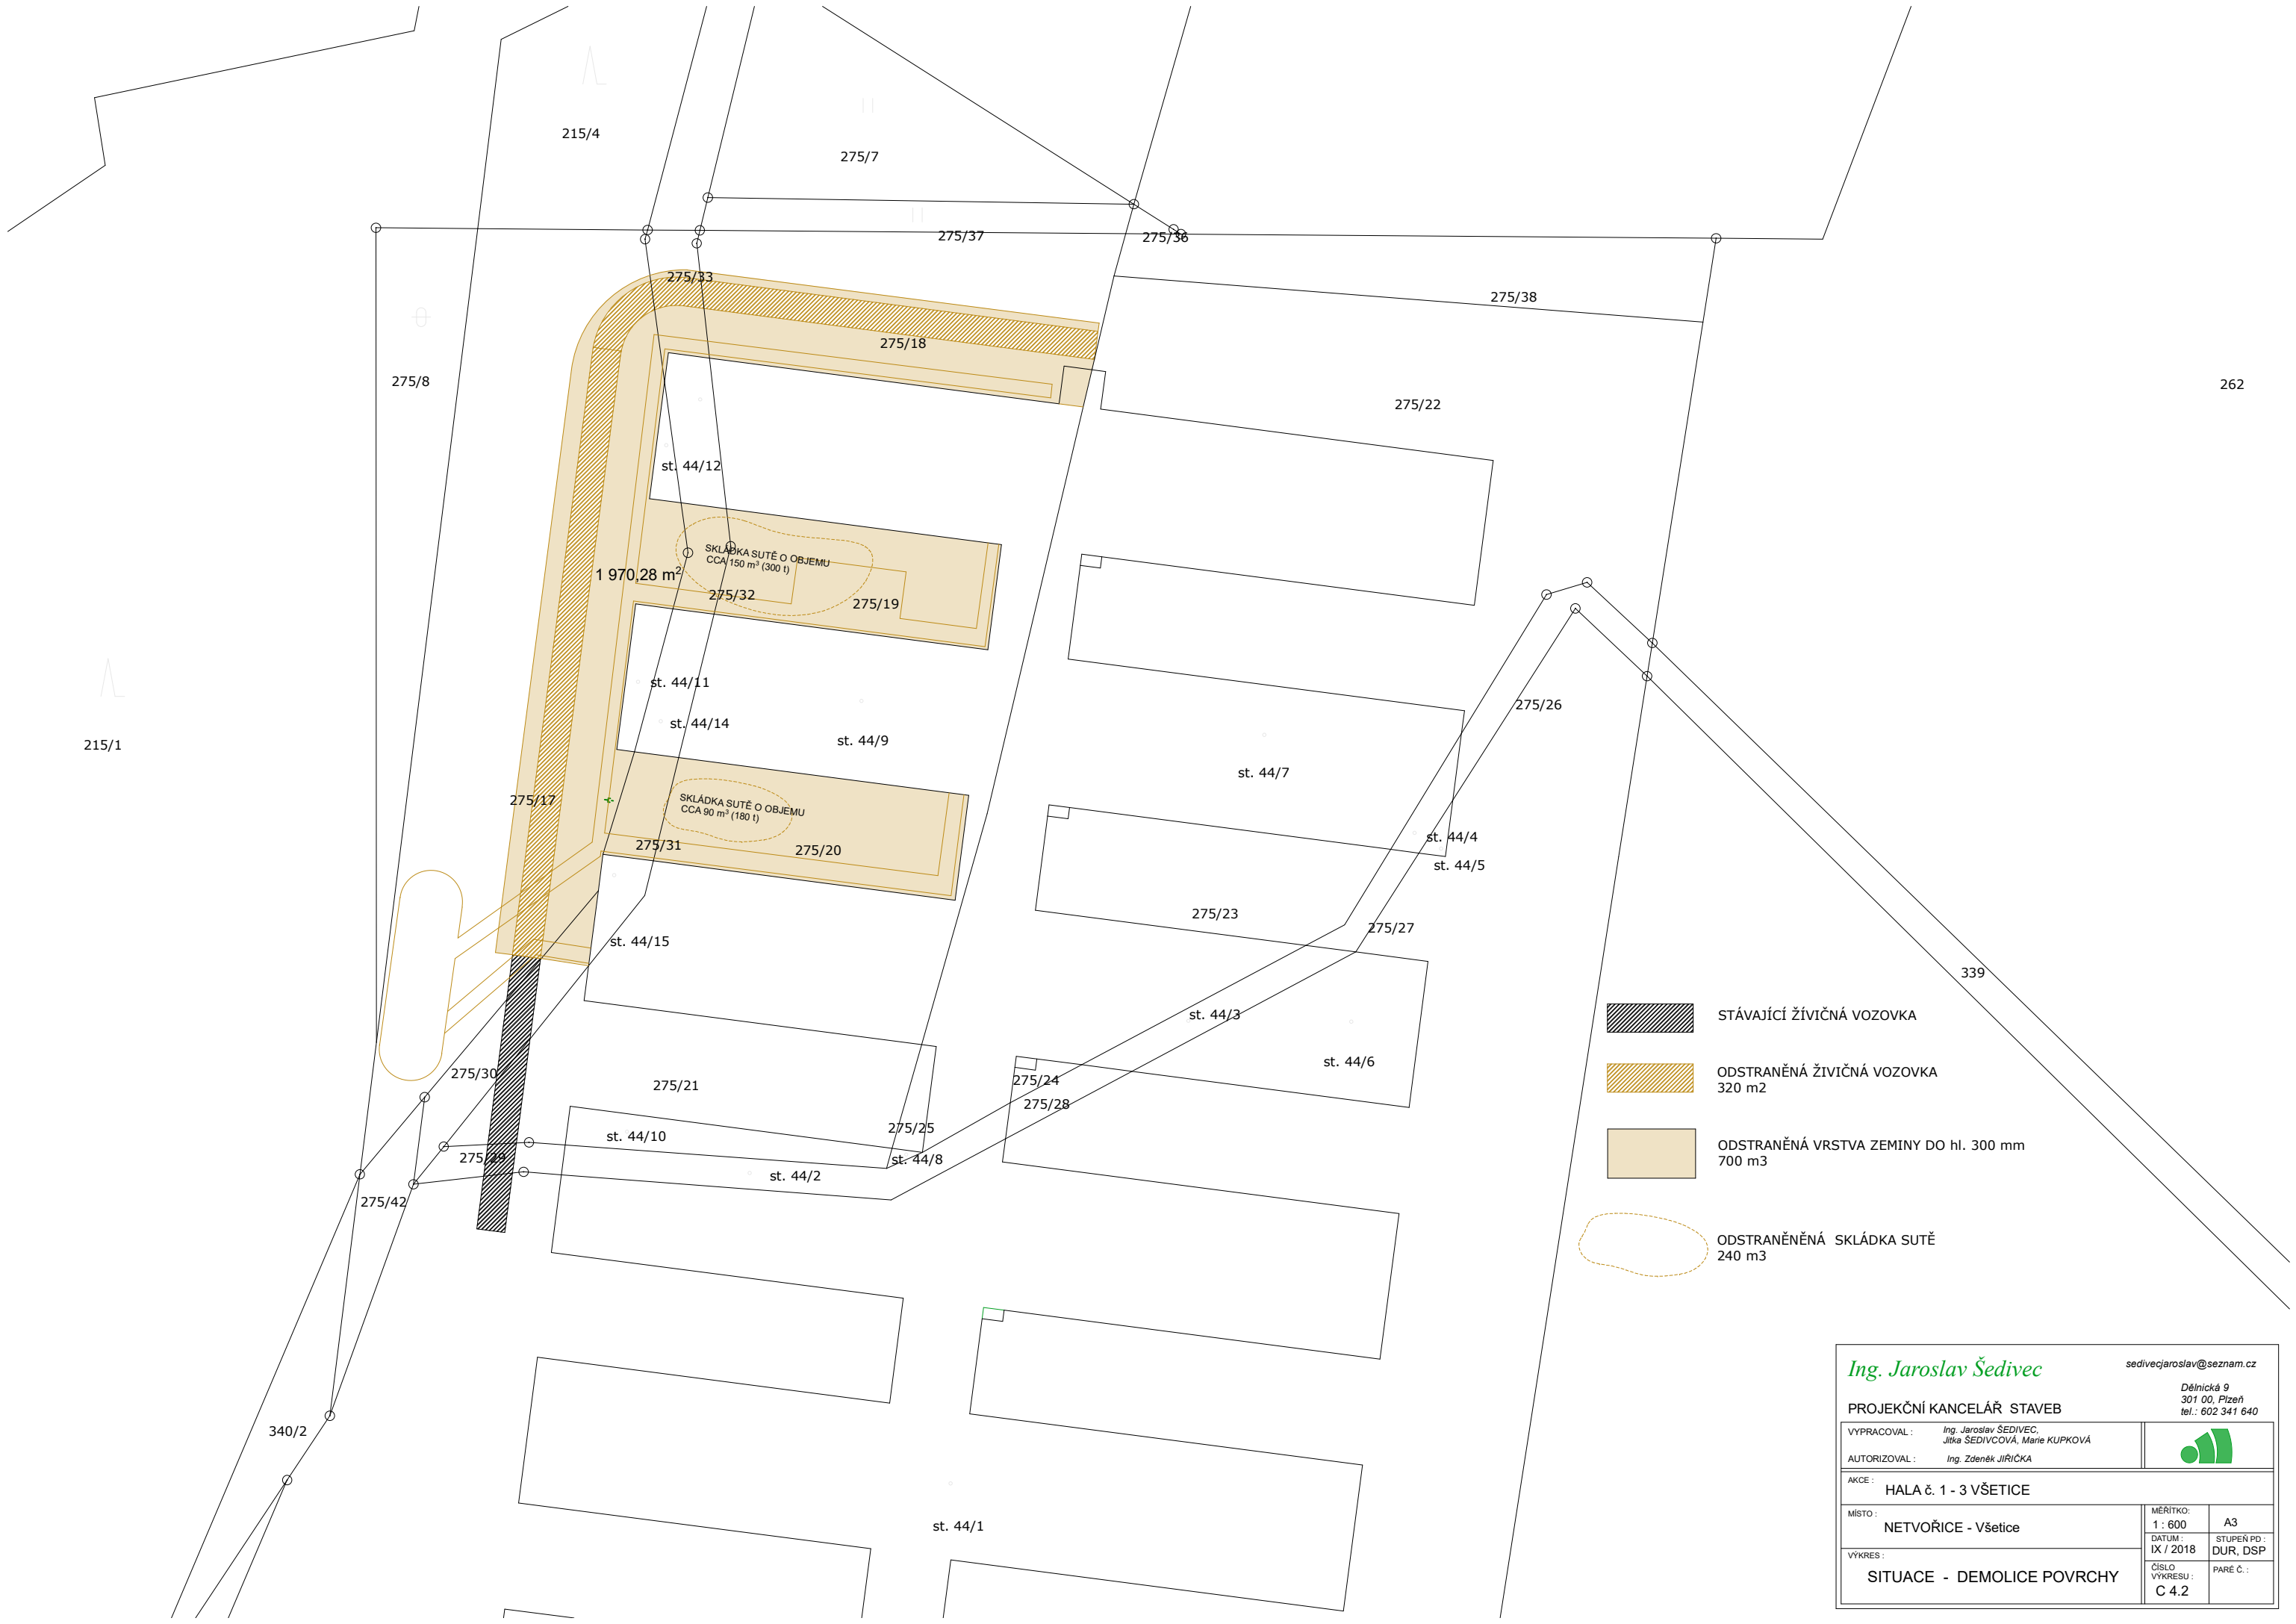 215/4
275/7
275/37
275/36
275/33
275/38
275/18
275/8
262
275/22
st. 44/12
SKLÁDKA SUTĚ O OBJEMU
CCA 150 m³ (300 t)
1 970,28 m²
275/32
275/19
st. 44/11
275/26
st. 44/14
st. 44/9
215/1
st. 44/7
275/17
SKLÁDKA SUTĚ O OBJEMU
CCA 90 m³ (180 t)
st. 44/4
275/31
275/20
st. 44/5
275/23
275/27
st. 44/15
339
st. 44/3
STÁVAJÍCÍ ŽÍVIČNÁ VOZOVKA
st. 44/6
275/30
275/21
275/24
ODSTRANĚNÁ ŽIVIČNÁ VOZOVKA
320 m2
275/28
275/25
st. 44/10
275/29
st. 44/8
ODSTRANĚNÁ VRSTVA ZEMINY DO hl. 300 mm
700 m3
st. 44/2
275/42
ODSTRANĚNĚNÁ SKLÁDKA SUTĚ
240 m3
340/2
st. 44/1
Ing. Jaroslav Šedivec
sedivecjaroslav@seznam.cz
Dělnická 9
301 00, Plzeň
tel.: 602 341 640
PROJEKČNÍ KANCELÁŘ STAVEB
VYPRACOVAL : Ing. Jaroslav ŠEDIVEC,
Jitka ŠEDIVCOVÁ, Marie KUPKOVÁ
AUTORIZOVAL : Ing. Zdeněk JIŘIČKA
AKCE : HALA č. 1 - 3 VŠETICE
MÍSTO : NETVOŘICE - Všetice
MĚŘÍTKO:
1 : 600
A3
DATUM :
IX / 2018
STUPEŇ PD :
DUR, DSP
VÝKRES :
SITUACE - DEMOLICE POVRCHY
ČÍSLO
VÝKRESU :
C 4.2
PARÉ Č. :